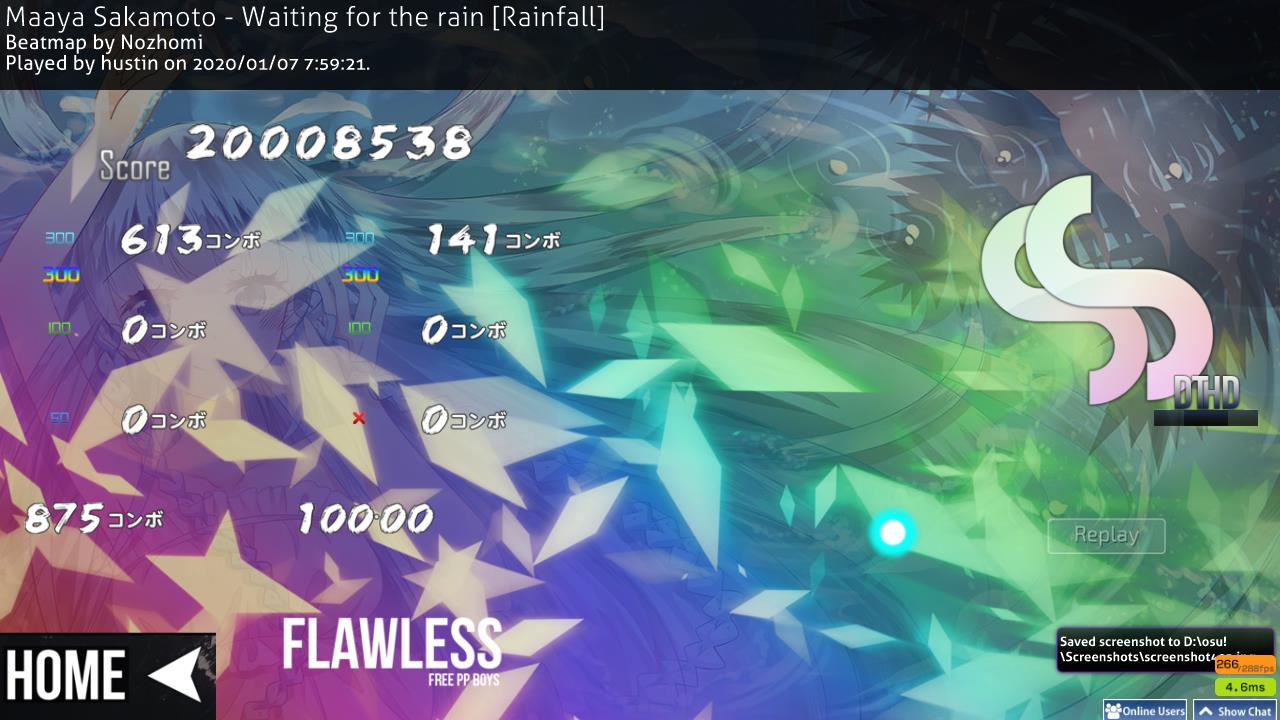 Maaya Sakamoto - Waiting for the rain [Rainfall]
Beatmap by Nozhomi
Played by hustin on 2020/01/07 7:59:21.
Score 20008538
300 613コンボ 300 141コンボ
300 300
100 0コンボ 100 0コンボ
50 0コンボ × 0コンボ
875コンボ 100.00
SS
DTHD
Replay
FLAWLESS
FREE PP BOYS
HOME
Saved screenshot to D:\osu!
\Screenshots\screenshot
266/288fps
4.6ms
Online Users Show Chat